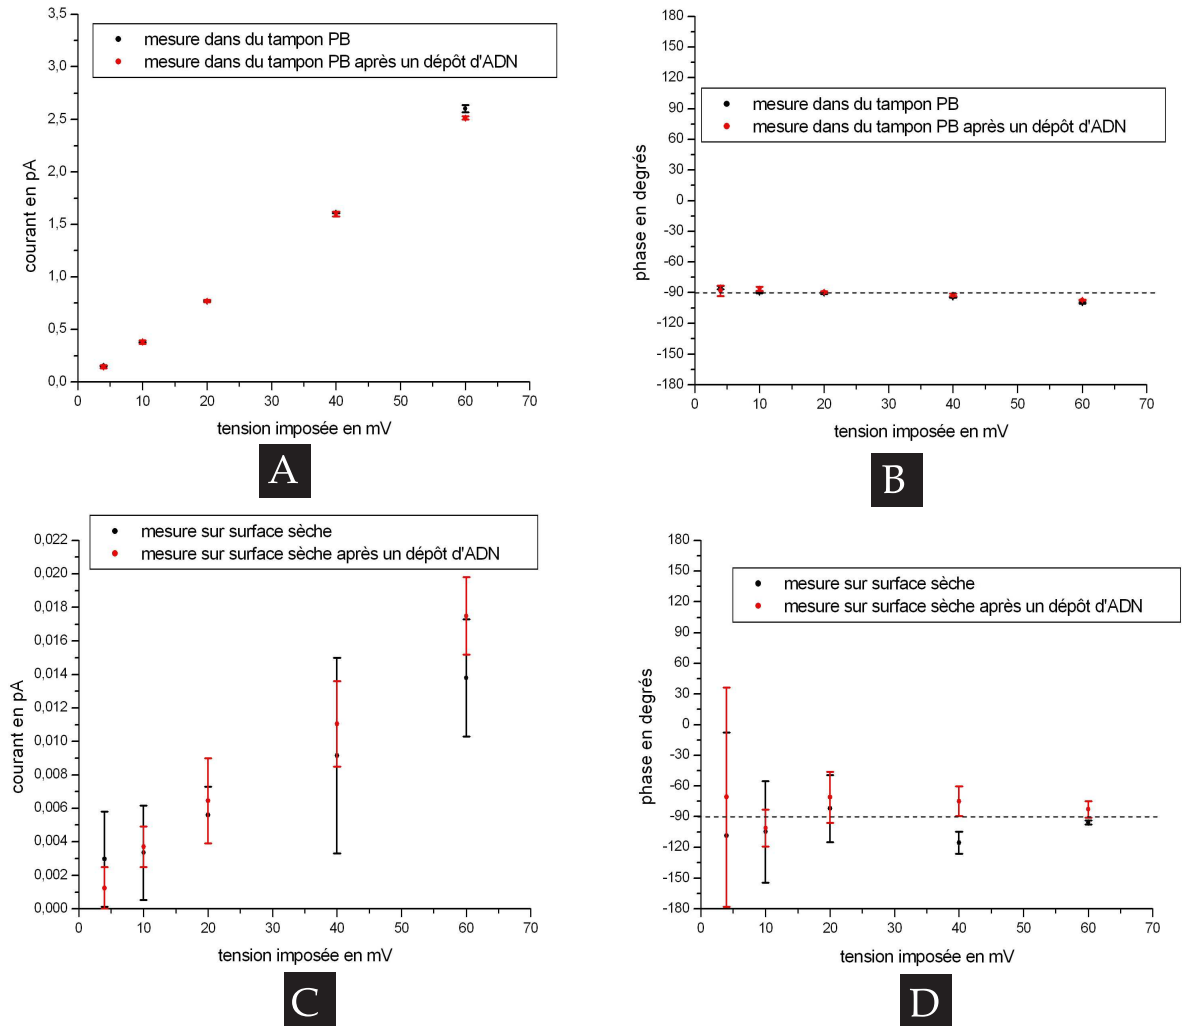 mesure dans du tampon PB
mesure dans du tampon PB après un dépôt d'ADN
3,5
3,0
2,5
2,0
1,5
1,0
0,5
0,0
courant en pA
0 10 20 30 40 50 60 70
tension imposée en mV
A
mesure dans du tampon PB
mesure dans du tampon PB après un dépôt d'ADN
180
150
120
90
60
30
0
-30
-60
-90
-120
-150
-180
phase en degrés
0 10 20 30 40 50 60 70
tension imposée en mV
B
mesure sur surface sèche
mesure sur surface sèche après un dépôt d'ADN
0,022
0,020
0,018
0,016
0,014
0,012
0,010
0,008
0,006
0,004
0,002
0,000
courant en pA
0 10 20 30 40 50 60 70
tension imposée en mV
C
mesure sur surface sèche
mesure sur surface sèche après un dépôt d'ADN
180
150
120
90
60
30
0
-30
-60
-90
-120
-150
-180
phase en degrés
0 10 20 30 40 50 60 70
tension imposée en mV
D